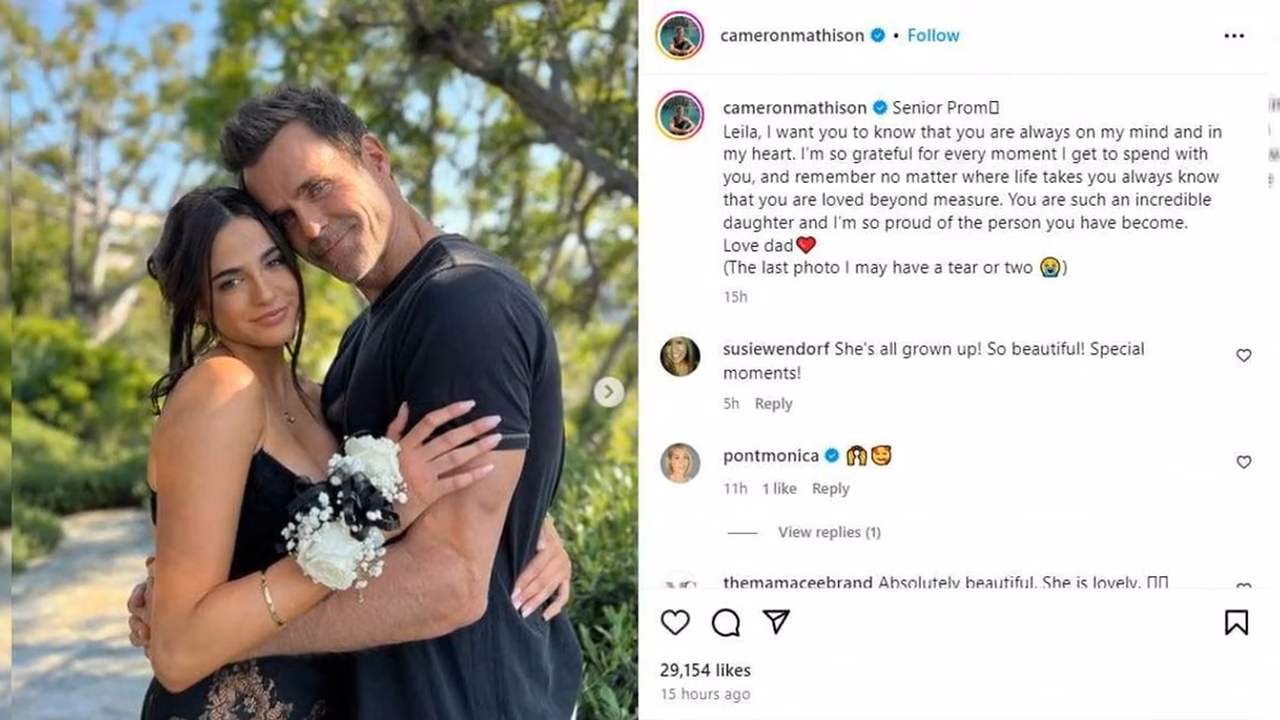 cameronmathison • Follow
cameronmathison Senior Prom
Leila, I want you to know that you are always on my mind and in
my heart. I'm so grateful for every moment I get to spend with
you, and remember no matter where life takes you always know
that you are loved beyond measure. You are such an incredible
daughter and I'm so proud of the person you have become.
Love dad❤️
(The last photo I may have a tear or two 😭)
15h
susiewendorf She's all grown up! So beautiful! Special
moments!
5h Reply
pontmonica 🙌🥰
11h 1 like Reply
View replies (1)
themamaceebrand Absolutely beautiful. She is lovely.
29,154 likes
15 hours ago